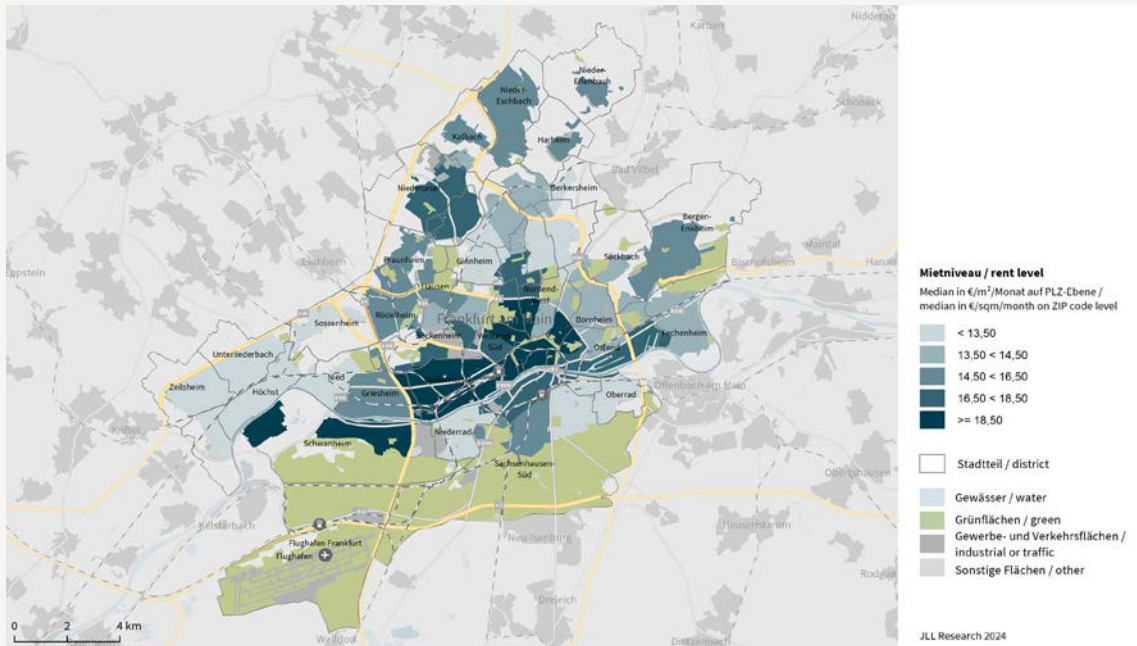 Karben
Nidderau
Nieder-
Erlenbach
Nieder-
Eschbach
Schöneck
Kalbach
Harheim
Bad Vilbel
Niederursel
Berkersheim
Bergen-
Enkheim
Maintal
Eschborn
Eppstein
Praunheim
Ginnheim
Seckbach
Bischofsheim
Hanau
Hausen
Nordend-
Sossenheim
Rödelheim
Frankfurt am Main
Bornheim
Fechenheim
Bockenheim
Süd
Ostend
Unterliederbach
Zeilsheim
Höchst
Nied
Griesheim
Offenbach am Main
Oberrad
Kriftel
Niederrad
Schwanheim
Sachsenhausen-
Süd
Obertshausen
Kelsterbach
Neu-Isenburg
Heusenstamm
Flughafen Frankfurt
Flughafen
Dreieich
Walldorf
Dietzenbach
0 2 4 km
Mietniveau / rent level
Median in €/m²/Monat auf PLZ-Ebene /
median in €/sqm/month on ZIP code level
< 13,50
13,50 < 14,50
14,50 < 16,50
16,50 < 18,50
>= 18,50
Stadtteil / district
Gewässer / water
Grünflächen / green
Gewerbe- und Verkehrsflächen /
industrial or traffic
Sonstige Flächen / other
JLL Research 2024